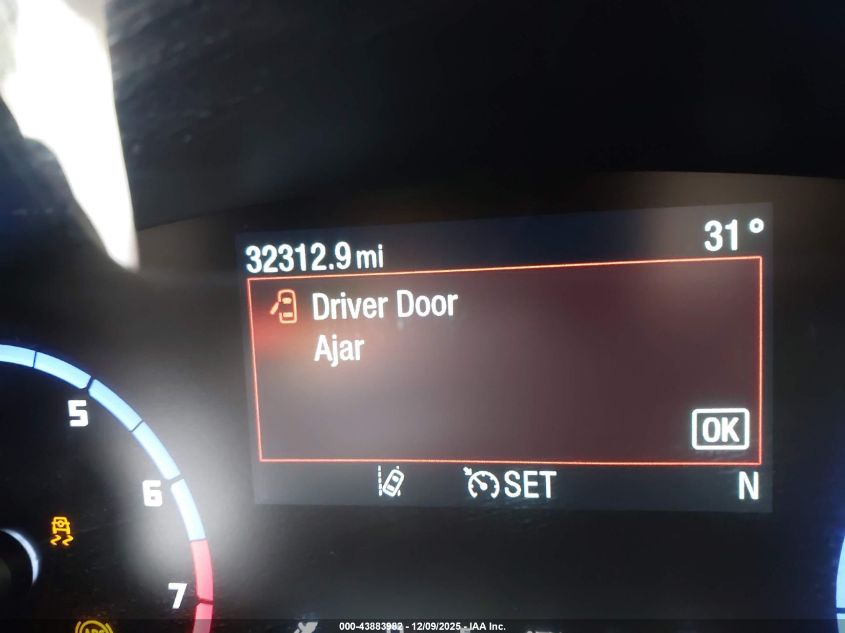 32312.9 mi 31°
Driver Door
Ajar
OK
SET N
5
6
7
ABS
000-43883982 - 12/09/2025 - IAA Inc.